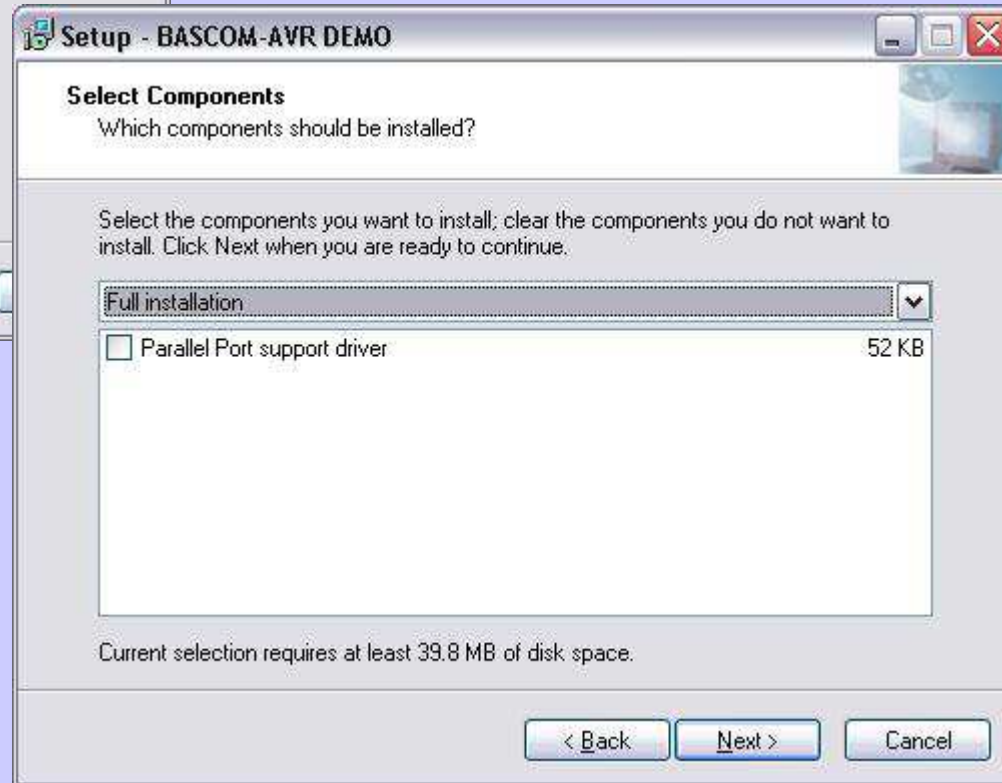 Setup - BASCOM-AVR DEMO
Select Components
Which components should be installed?
Select the components you want to install; clear the components you do not want to
install. Click Next when you are ready to continue.
Full installation
Parallel Port support driver 52 KB
Current selection requires at least 39.8 MB of disk space.
< Back Next > Cancel